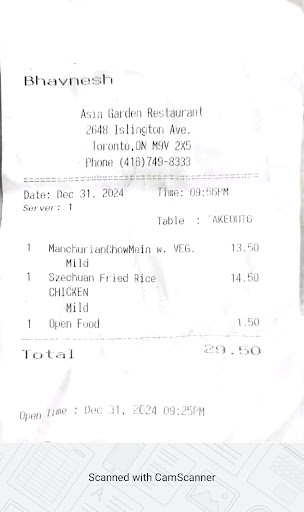 Bhavnesh
Asia Garden Restaurant
2648 Islington Ave.
Toronto,ON M9V 2X5
Phone (416)749-8333
Date: Dec 31. 2024 Time: 09:56PM
Server: 1
Table : TAKEOUT6
1 ManchurianChowMein w. VEG. 13.50
Mild
1 Szechuan Fried Rice 14.50
CHICKEN
Mild
1 Open Food 1.50
Total 29.50
Open Time : Dec 31, 2024 09:25PM
Scanned with CamScanner